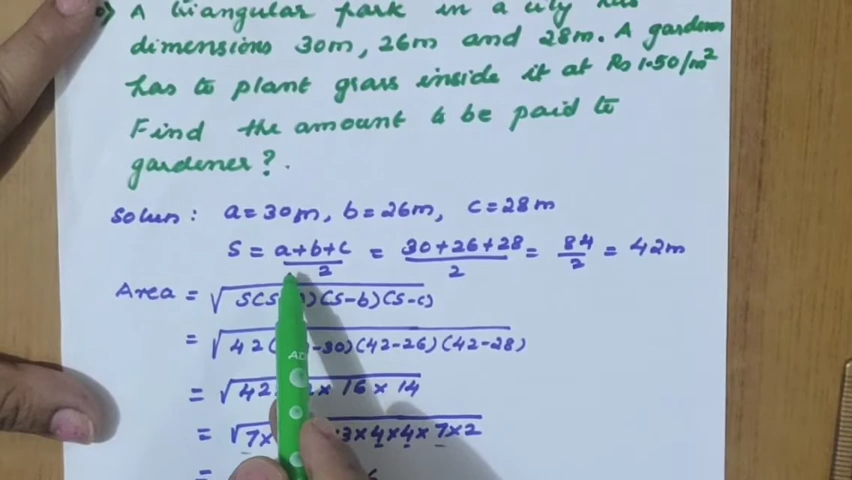 A triangular park in a city has
dimensions 30m, 26m and 28m. A gardener
has to plant grass inside it at Rs 1.50/m²
Find the amount to be paid to
gardener?.
Soluн: a=30m, b=26m, c=28m
S = a+b+c/2 = 30+26+28/2 = 84/2 = 42m
Area = √S(S )(S-b)(S-c)
= √42( -30)(42-26)(42-28)
= √42 × 16 × 14
= √7× 3×4×4×7×2
=